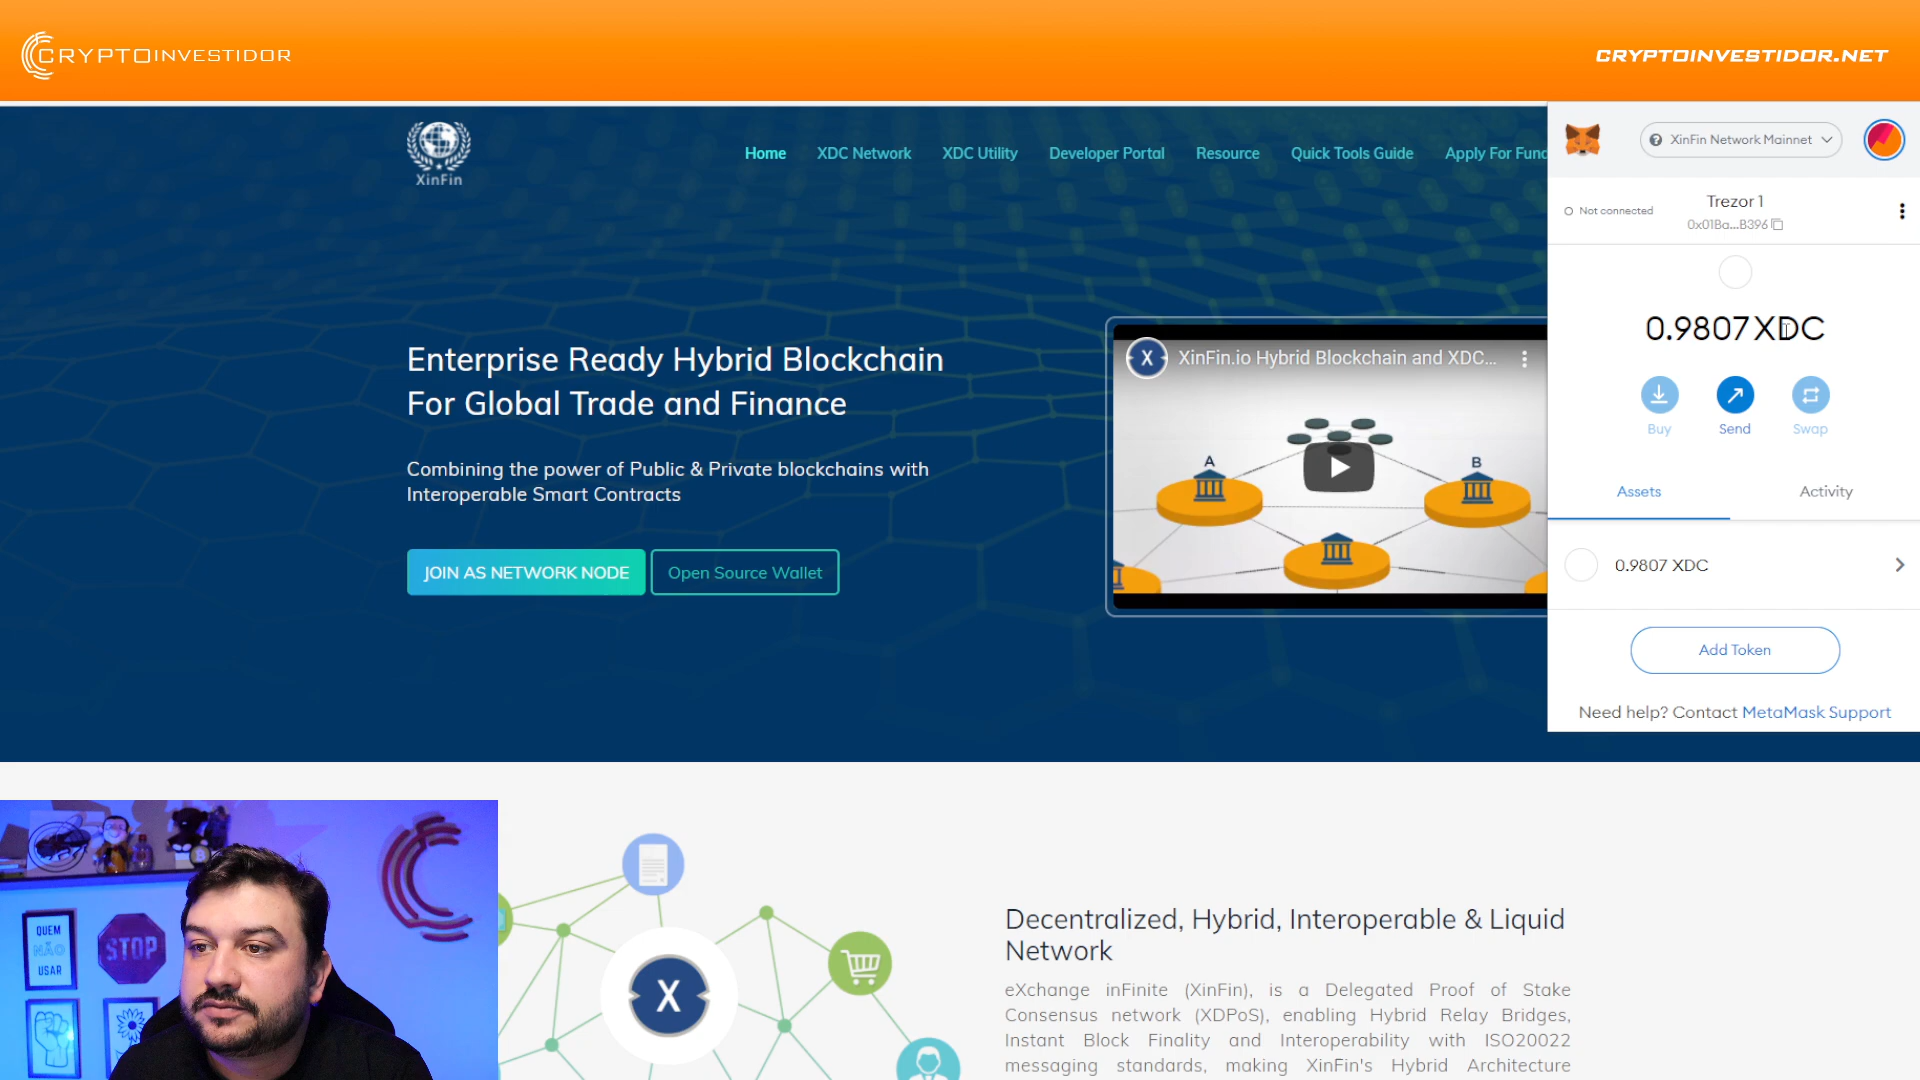 CRYPTOINVESTIDOR
CRYPTOINVESTIDOR.NET
XinFin
Home
XDC Network
XDC Utility
Developer Portal
Resource
Quick Tools Guide
Apply For Fund
XinFin Network Mainnet
Not connected
Trezor 1
0x01Ba...B396
0.9807 XDC
Buy
Send
Swap
Assets
Activity
0.9807 XDC
Add Token
Need help? Contact MetaMask Support
Enterprise Ready Hybrid Blockchain
For Global Trade and Finance
Combining the power of Public & Private blockchains with
Interoperable Smart Contracts
JOIN AS NETWORK NODE
Open Source Wallet
X
XinFin.io Hybrid Blockchain and XDC...
A
B
QUEM
NÃO
USAR
STOP
X
Decentralized, Hybrid, Interoperable & Liquid
Network
eXchange inFinite (XinFin), is a Delegated Proof of Stake
Consensus network (XDPoS), enabling Hybrid Relay Bridges,
Instant Block Finality and Interoperability with ISO20022
messaging standards, making XinFin's Hybrid Architecture